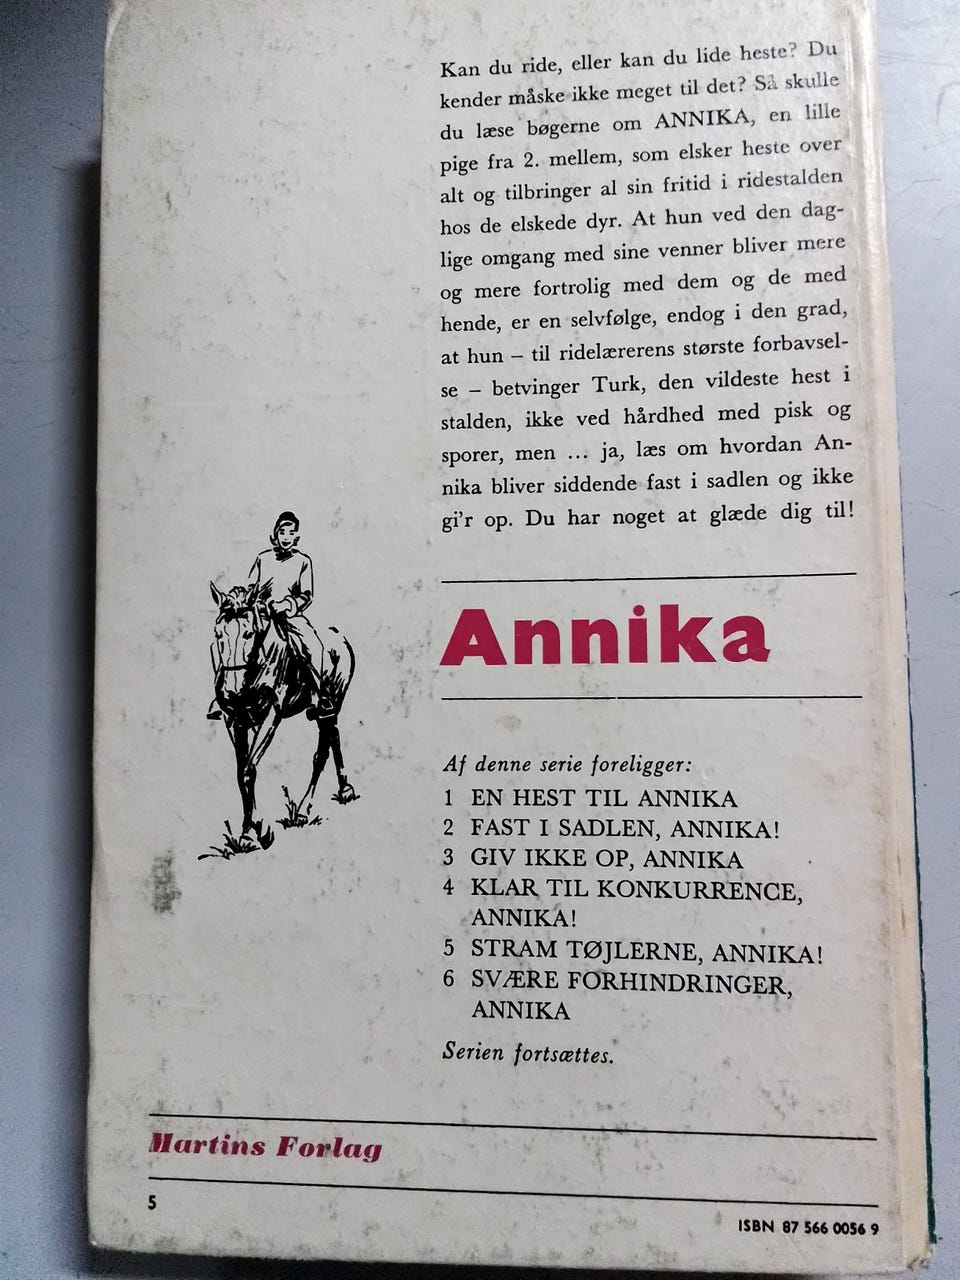 Kan du ride, eller kan du lide heste? Du
kender måske ikke meget til det? Så skulle
du læse bøgerne om ANNIKA, en lille
pige fra 2. mellem, som elsker heste over
alt og tilbringer al sin fritid i ridestalden
hos de elskede dyr. At hun ved den dag-
lige omgang med sine venner bliver mere
og mere fortrolig med dem og de med
hende, er en selvfølge, endog i den grad,
at hun – til ridelærerens største forbavsel-
se – betvinger Turk, den vildeste hest i
stalden, ikke ved hårdhed med pisk og
sporer, men ... ja, læs om hvordan An-
nika bliver siddende fast i sadlen og ikke
gi'r op. Du har noget at glæde dig til!
Annika
Af denne serie foreligger:
1 EN HEST TIL ANNIKA
2 FAST I SADLEN, ANNIKA!
3 GIV IKKE OP, ANNIKA
4 KLAR TIL KONKURRENCE,
ANNIKA!
5 STRAM TØJLERNE, ANNIKA!
6 SVÆRE FORHINDRINGER,
ANNIKA
Serien fortsættes.
Martins Forlag
5
ISBN 87 566 0056 9